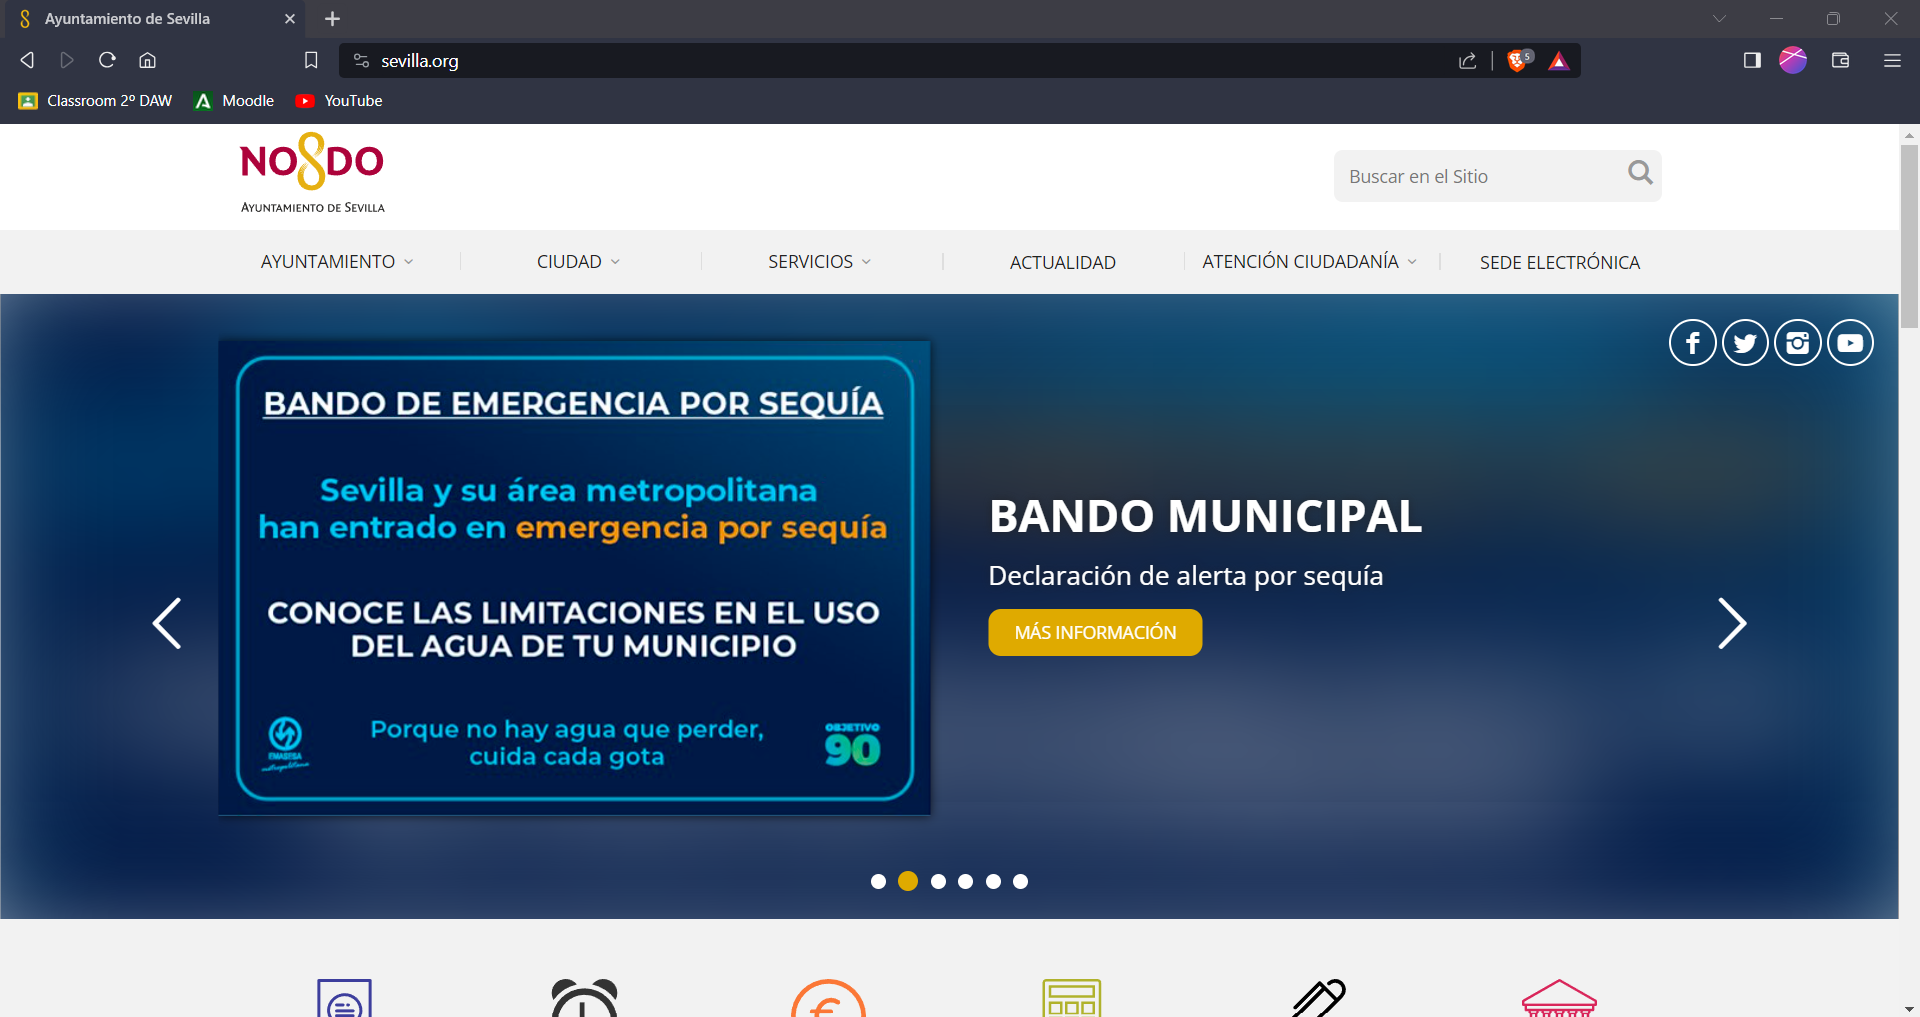 Ayuntamiento de Sevilla
sevilla.org
5
Classroom 2º DAW
Moodle
YouTube
NO8DO
AYUNTAMIENTO DE SEVILLA
Buscar en el Sitio
AYUNTAMIENTO
CIUDAD
SERVICIOS
ACTUALIDAD
ATENCIÓN CIUDADANÍA
SEDE ELECTRÓNICA
BANDO DE EMERGENCIA POR SEQUÍA
Sevilla y su área metropolitana
han entrado en emergencia por sequía
CONOCE LAS LIMITACIONES EN EL USO
DEL AGUA DE TU MUNICIPIO
EMASESA
metropolitana
Porque no hay agua que perder,
cuida cada gota
OBJETIVO
90
BANDO MUNICIPAL
Declaración de alerta por sequía
MÁS INFORMACIÓN